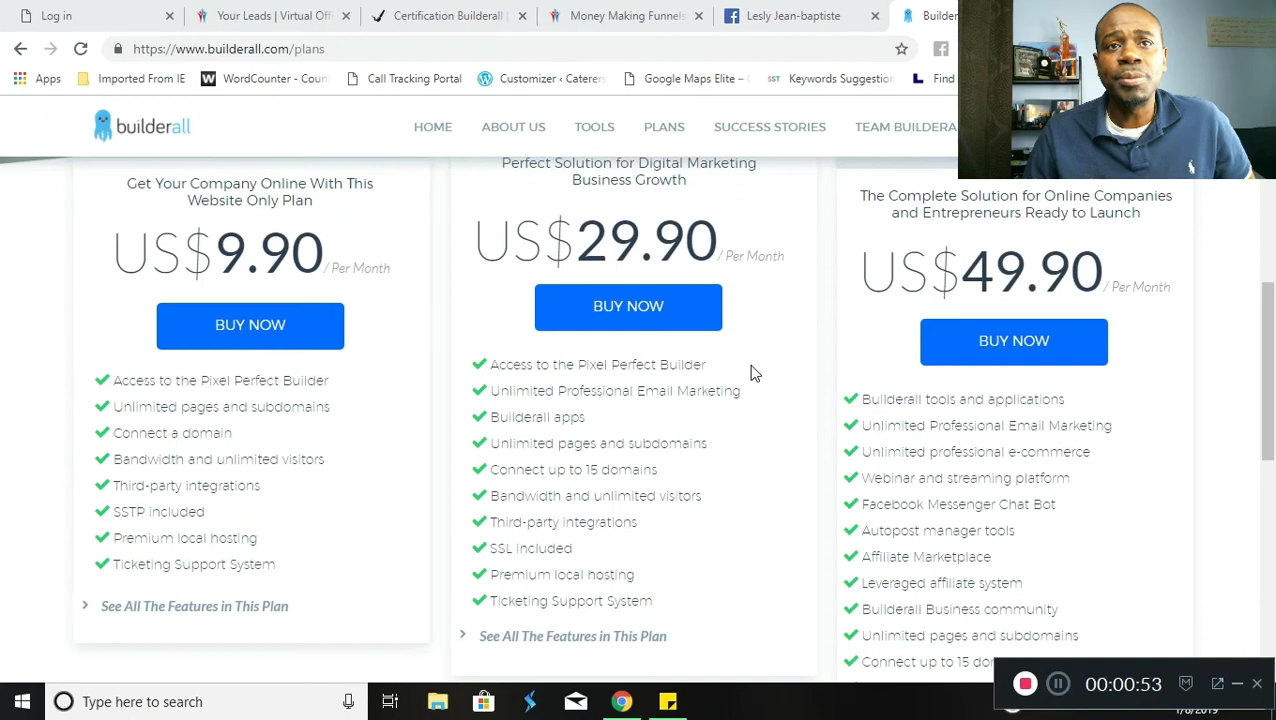 Log in
Your Leads | Virtual Offi
Certification Builderall
Money Making Funnels
Lesly Jean-baptiste
Builder
https://www.builderall.com/plans
Apps
Imported From IE
WordCounter - Coun
Call Tracking Portal
Customizer ‹ Caterers
Google Maps Elite –
SST
Keywords Suggestion
Find
builderall
HOME
ABOUT US
TOOLS
PLANS
SUCCESS STORIES
TEAM BUILDERA
Get Your Company Online With This
Website Only Plan
US$9.90 / Per Month
BUY NOW
Access to the Pixel Perfect Builder
Unlimited pages and subdomains
Connect a domain
Bandwidth and unlimited visitors
Third-party integrations
SSTP included
Premium local hosting
Ticketing Support System
See All The Features in This Plan
Perfect Solution for Digital Marketing
Business Growth
US$29.90 / Per Month
BUY NOW
Access to the Pixel Perfect Builder
Unlimited Professional Email Marketing
Builderall apps
Unlimited pages and subdomains
Connect up to 15 domains
Bandwidth and unlimited visitors
Third-party integrations
SSL included
Premium local hosting
Ticketing Support System
See All The Features in This Plan
The Complete Solution for Online Companies
and Entrepreneurs Ready to Launch
US$49.90 / Per Month
BUY NOW
Builderall tools and applications
Unlimited Professional Email Marketing
Unlimited professional e-commerce
Webinar and streaming platform
Facebook Messenger Chat Bot
Autopost manager tools
Affiliate Marketplace
Leveraged affiliate system
Builderall Business community
Unlimited pages and subdomains
Connect up to 15 dom
00:00:53
Type here to search
1/8/2019